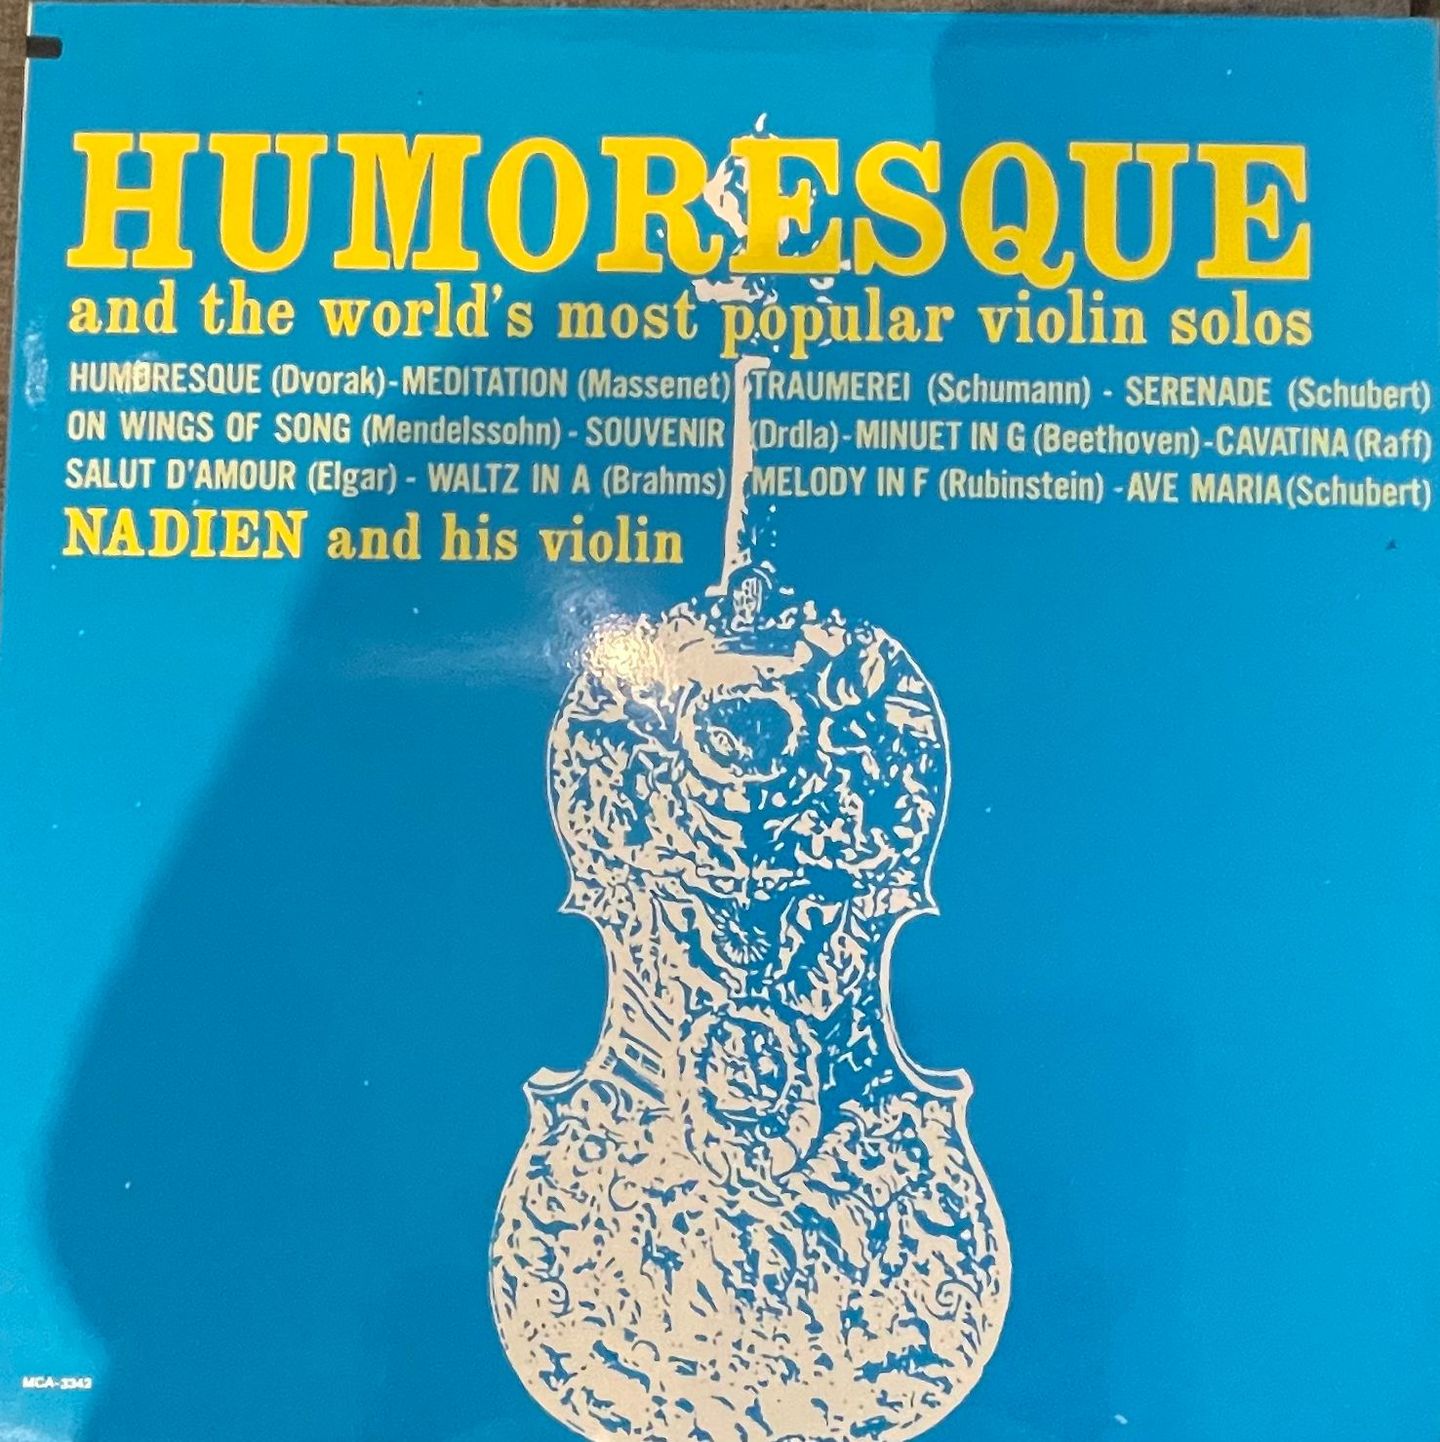 HUMORESQUE
and the world's most popular violin solos
HUMORESQUE (Dvorak)-MEDITATION (Massenet) TRAUMEREI (Schumann) - SERENADE (Schubert)
ON WINGS OF SONG (Mendelssohn) - SOUVENIR (Drdla)-MINUET IN G (Beethoven)-CAVATINA (Raff)
SALUT D'AMOUR (Elgar) - WALTZ IN A (Brahms) MELODY IN F (Rubinstein) -AVE MARIA(Schubert)
NADIEN and his violin
MCA-3342